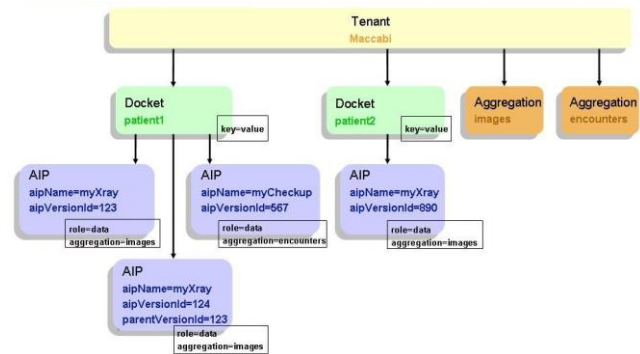 Tenant
Maccabi
Docket
patient1
key=value
Docket
patient2
key=value
Aggregation
images
Aggregation
encounters
AIP
aipName=myXray
aipVersionId=123
role=data
aggregation=images
AIP
aipName=myCheckup
aipVersionId=567
role=data
aggregation=encounters
AIP
aipName=myXray
aipVersionId=890
role=data
aggregation=images
AIP
aipName=myXray
aipVersionId=124
parentVersionId=123
role=data
aggregation=images